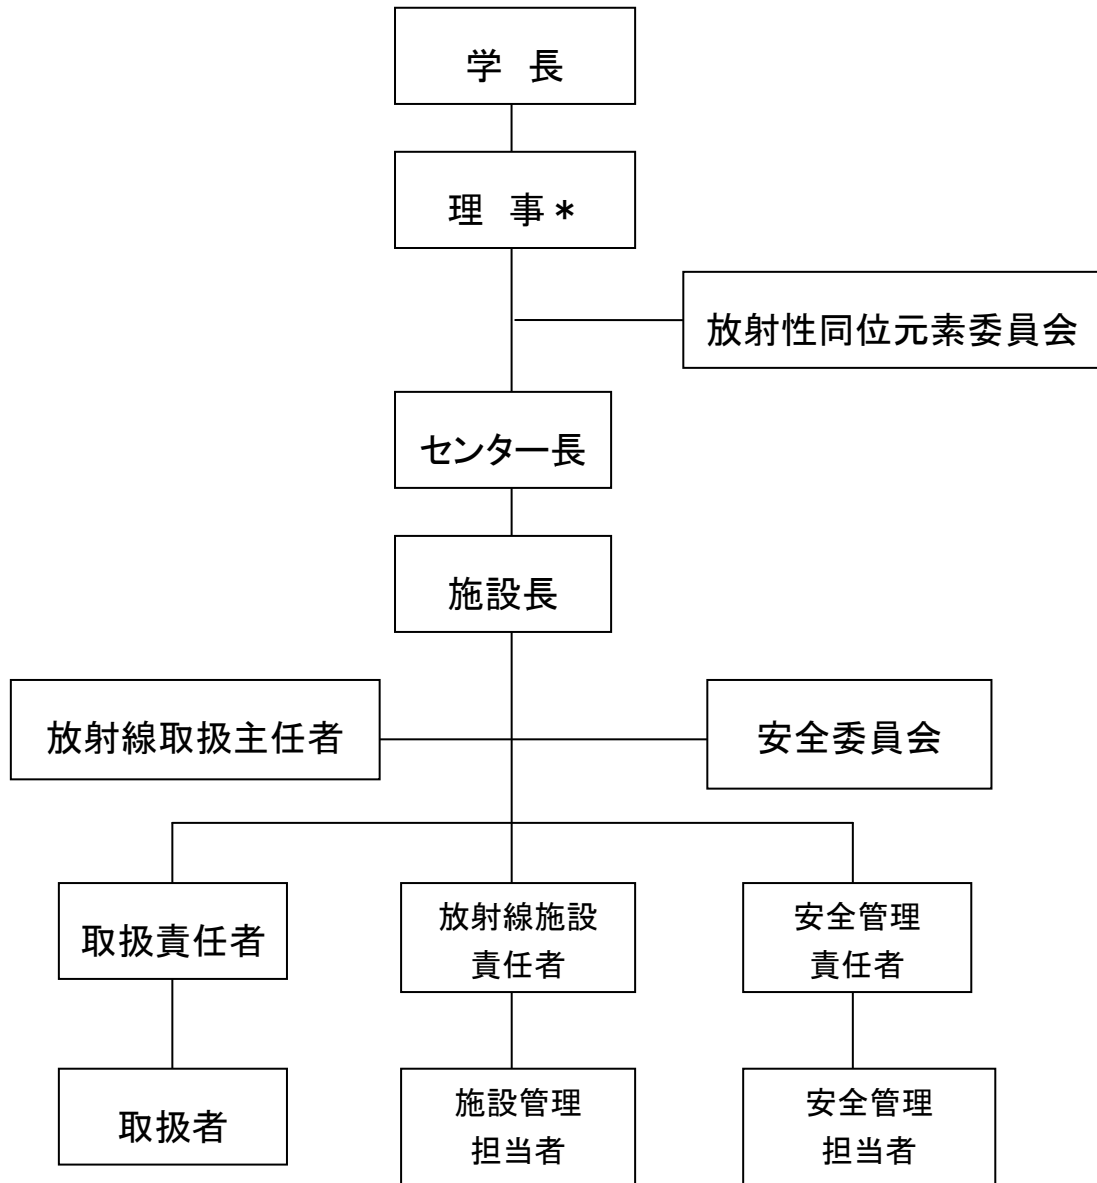 学 長
理 事*
放射性同位元素委員会
センター長
施設長
放射線取扱主任者
安全委員会
取扱責任者
放射線施設
責任者
安全管理
責任者
取扱者
施設管理
担当者
安全管理
担当者